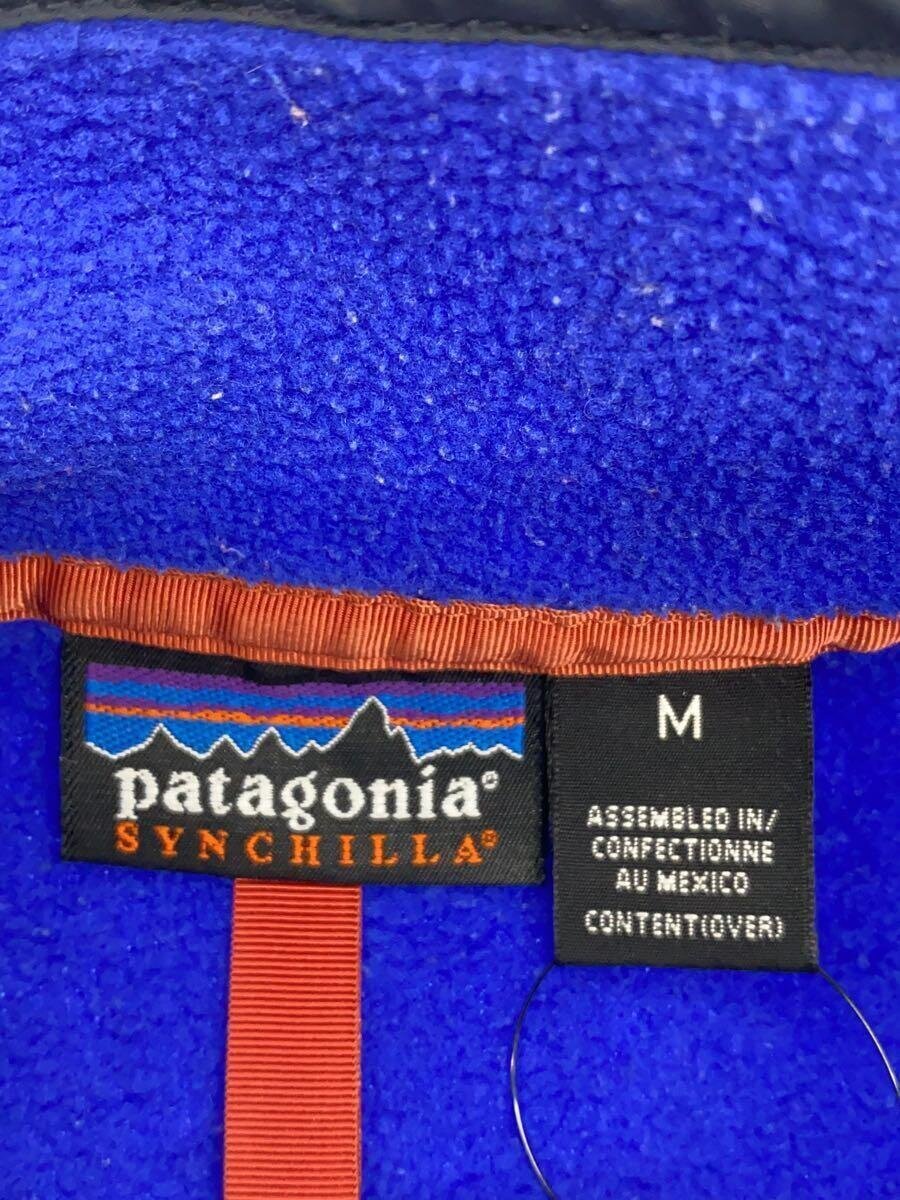 patagonia®
SYNCHILLA®
M
ASSEMBLED IN/
CONFECTIONNE
AU MEXICO
CONTENT(OVER)